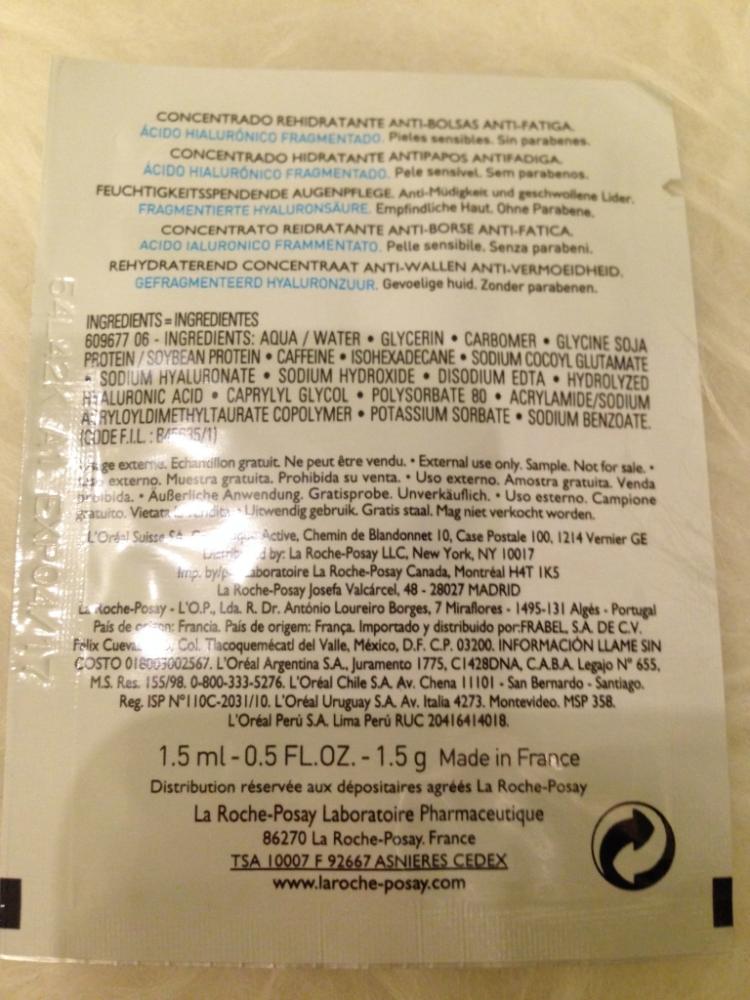 CONCENTRADO REHIDRATANTE ANTI-BOLSAS ANTI-FATIGA.
ÁCIDO HIALURÓNICO FRAGMENTADO. Pieles sensibles. Sin parabenes.
CONCENTRADO HIDRATANTE ANTIPAPOS ANTIFADIGA.
ÁCIDO HIALURÓNICO FRAGMENTADO. Pele sensível. Sem parabenos.
FEUCHTIGKEITSSPENDENDE AUGENPFLEGE. Anti-Müdigkeit und geschwollene Lider.
FRAGMENTIERTE HYALURONSÄURE. Empfindliche Haut. Ohne Parabene.
CONCENTRATO REIDRATANTE ANTI-BORSE ANTI-FATICA.
ACIDO IALURONICO FRAMMENTATO. Pelle sensibile. Senza parabeni.
REHYDRATEREND CONCENTRAAT ANTI-WALLEN ANTI-VERMOEIDHEID.
GEFRAGMENTEERD HYALURONZUUR. Gevoelige huid. Zonder parabenen.
INGREDIENTS = INGREDIENTES
609677 06 - INGREDIENTS: AQUA / WATER • GLYCERIN • CARBOMER • GLYCINE SOJA
PROTEIN / SOYBEAN PROTEIN • CAFFEINE • ISOHEXADECANE • SODIUM COCOYL GLUTAMATE
• SODIUM HYALURONATE • SODIUM HYDROXIDE • DISODIUM EDTA • HYDROLYZED
HYALURONIC ACID • CAPRYLYL GLYCOL • POLYSORBATE 80 • ACRYLAMIDE/SODIUM
ACRYLOYLDIMETHYLTAURATE COPOLYMER • POTASSIUM SORBATE • SODIUM BENZOATE.
(CODE F.I.L. :
externe. Echantillon gratuit. Ne peut être vendu. • External use only. Sample. Not for sale. •
Uso externo. Muestra gratuita. Prohibida su venta. • Uso externo. Amostra gratuita. Venda
proibida. • Äußerliche Anwendung. Gratisprobe. Unverkäuflich. • Uso esterno. Campione
gratuito. Vietata la vendita. • Uitwendig gebruik. Gratis staal. Mag niet verkocht worden.
L'Oréal Suisse SA, Active, Chemin de Blandonnet 10, Case Postale 100, 1214 Vernier GE
Distributed by: La Roche-Posay LLC, New York, NY 10017
Imp. by/par Laboratoire La Roche-Posay Canada, Montréal H4T 1K5
La Roche-Posay Josefa Valcárcel, 48 - 28027 MADRID
La Roche-Posay - L'O.P., Lda. R. Dr. António Loureiro Borges, 7 Miraflores - 1495-131 Algés - Portugal
País de origen: Francia. País de origem: França. Importado y distribuido por:FRABEL, S.A. DE C.V.
Félix Col. Tlacoquemécatl del Valle, México, D.F. C.P. 03200. INFORMACIÓN LLAME SIN
COSTO 018003002567. L'Oréal Argentina S.A., Juramento 1775, C1428DNA, C.A.B.A. Legajo N° 655,
M.S. Res. 155/98. 0-800-333-5276. L'Oréal Chile S.A. Av. Chena 11101 - San Bernardo - Santiago.
Reg. ISP N°110C-2031/10. L'Oréal Uruguay S.A. Av. Italia 4273. Montevideo. MSP 358.
L'Oréal Perú S.A. Lima Perú RUC 20416414018.
1.5 ml - 0.5 FL.OZ. - 1.5 g Made in France
Distribution réservée aux dépositaires agréés La Roche-Posay
La Roche-Posay Laboratoire Pharmaceutique
86270 La Roche-Posay. France
TSA 10007 F 92667 ASNIERES CEDEX
www.laroche-posay.com